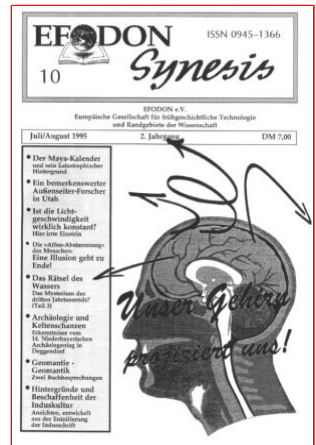 EFODON
ISSN 0945-1366
10
Synesis
EFODON e.V.
Europäische Gesellschaft für frühgeschichtliche Technologie
und Randgebiete der Wissenschaft
Juli/August 1995
2. Jahrgang
DM 7,00
• Der Maya-Kalender
und sein katastrophischer
Hintergrund
• Ein bemerkenswerter
Außenseiter-Forscher
in Utah
• Ist die Licht-
geschwindigkeit
wirklich konstant?
Hier irrte Einstein
• Die »Affen-Abstammung«
des Menschen:
Eine Illusion geht zu
Ende!
• Das Rätsel des
Wassers
Das Mysterium des
dritten Jahrtausends?
(Teil 3)
• Archäologie und
Keltenschanzen
Erkenntnisse vom
14. Niederbayerischen
Archäologentag in
Deggendorf
• Geomantie -
Geomantik
Zwei Buchbesprechungen
• Hintergründe und
Beschaffenheit der
Induskultur
Ansichten, entwickelt
aus der Entzifferung
der Indusschrift
Unser Gehirn
projiziert uns!